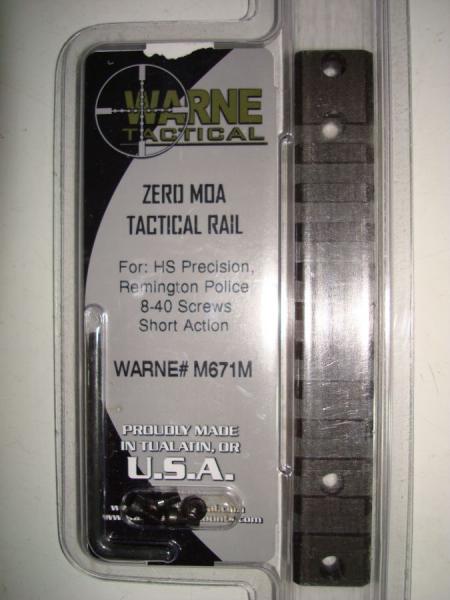 WARNE
TACTICAL
ZERO MOA
TACTICAL RAIL
For: HS Precision,
Remington Police
8-40 Screws
Short Action
WARNE# M671M
PROUDLY MADE
IN TUALATIN, OR
U.S.A.